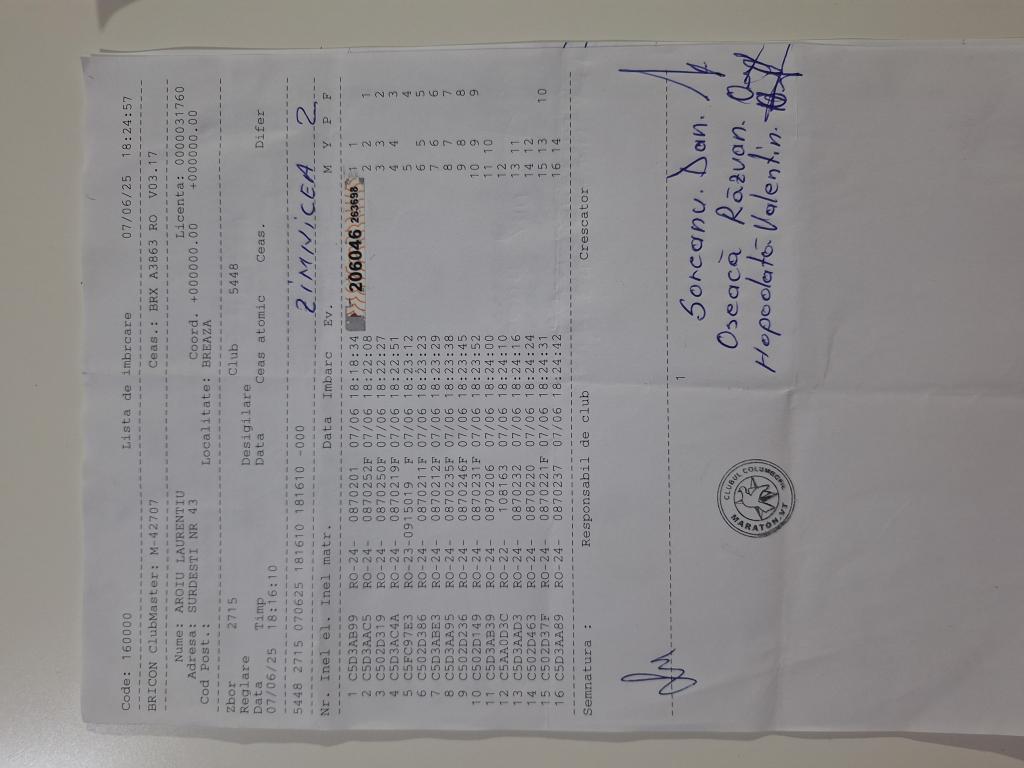 Code: 160000 Lista de imbrcare 07/06/25 18:24:57
BRICON ClubMaster: M-42707 Ceas.: BRX A3863 RO V03.17
Nume: AROIU LAURENTIU Licenta: 0000031760
Adresa: SURDESTI NR 43 Coord. +000000.00 +000000.00
Cod Post.: Localitate: BREAZA
Zbor 2715 Club 5448
Reglare Desigilare
Data Timp Data Ceas atomic Ceas. Difer
07/06/25 18:16:10
ZIMNICEA 2
5448 2715 070625 181610 181610 -000
Nr. Inel el. Inel matr. Data Imbarc Ev. M Y P F
206046 263698
1 C5D3AB99 RO-24- 0870201 07/06 18:18:34 1 1
2 C5D3AAC5 RO-24- 0870252F 07/06 18:22:08 2 2 1
3 C502D319 RO-24- 0870250F 07/06 18:22:27 3 3 2
4 C5D3AC4A RO-24- 0870219F 07/06 18:22:51 4 4 3
5 C5FC97E3 RO-23-0915019 F 07/06 18:23:12 5 4
6 C502D386 RO-24- 0870211F 07/06 18:23:23 6 5 5
7 C5D3ABE3 RO-24- 0870212F 07/06 18:23:29 7 6 6
8 C5D3AA95 RO-24- 0870235F 07/06 18:23:38 8 7 7
9 C502D226 RO-24- 0870246F 07/06 18:23:45 9 8 8
10 C502D149 RO-24- 0870231F 07/06 18:23:52 10 9 9
11 C5D3AB39 RO-24- 0870206 07/06 18:24:00 11 10
12 CEAA0D3C RO-22 108163 07/06 18:24:10 12
13 C5D3AAD3 RO-24- 0870232 07/06 18:24:16 13 11
14 C502D463 RO-24- 0870220 07/06 18:24:24 14 12
15 C502D37F RO-24- 0870221F 07/06 18:24:31 15 13 10
16 C5D3AA89 RO-24- 0870237 07/06 18:24:42 16 14
Semnatura : Responsabil de club Crescator
1
Soreanu. Dan.
Oseacă Răzvan.
Valentin.
CLUBUL COLUMBOFIL
MARATON-VT